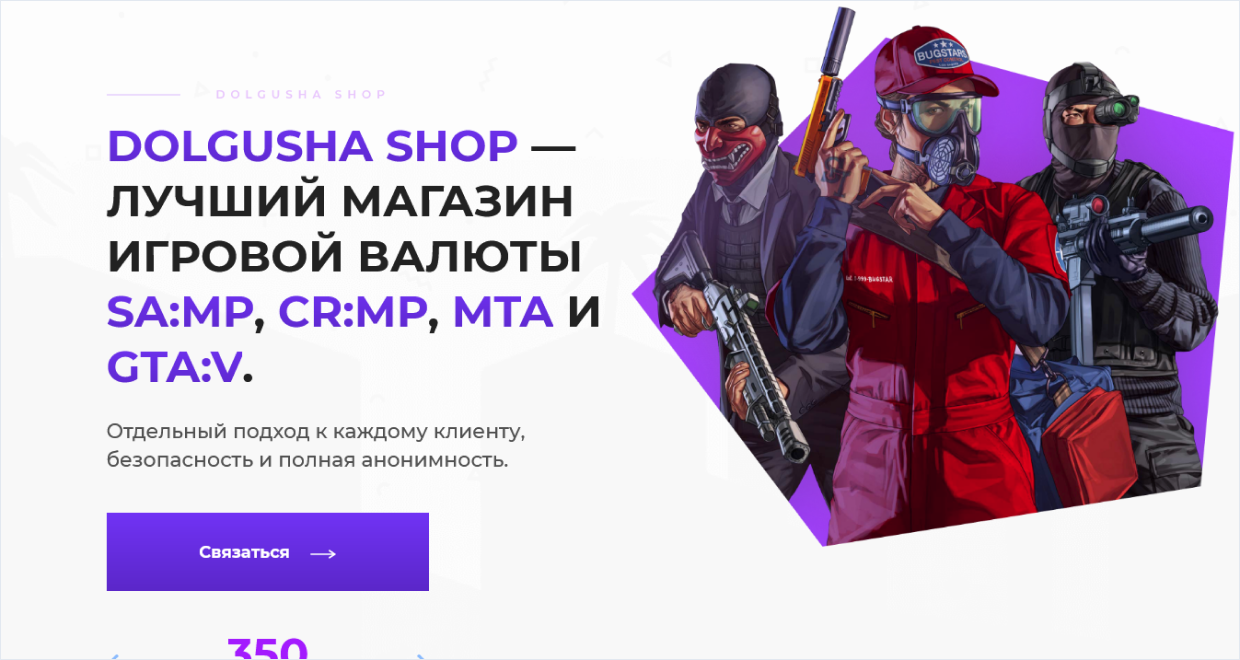 DOLGUSHA SHOP
DOLGUSHA SHOP —
ЛУЧШИЙ МАГАЗИН
ИГРОВОЙ ВАЛЮТЫ
SA:MP, CR:MP, MTA И
GTA:V.
Отдельный подход к каждому клиенту,
безопасность и полная анонимность.
Связаться
350
BUGSTARS